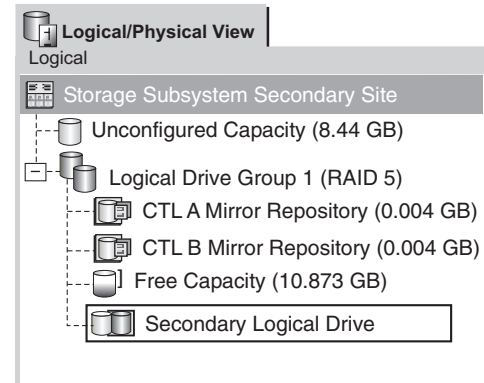 Logical/Physical View
Logical
Storage Subsystem Secondary Site
Unconfigured Capacity (8.44 GB)
Logical Drive Group 1 (RAID 5)
CTL A Mirror Repository (0.004 GB)
CTL B Mirror Repository (0.004 GB)
Free Capacity (10.873 GB)
Secondary Logical Drive